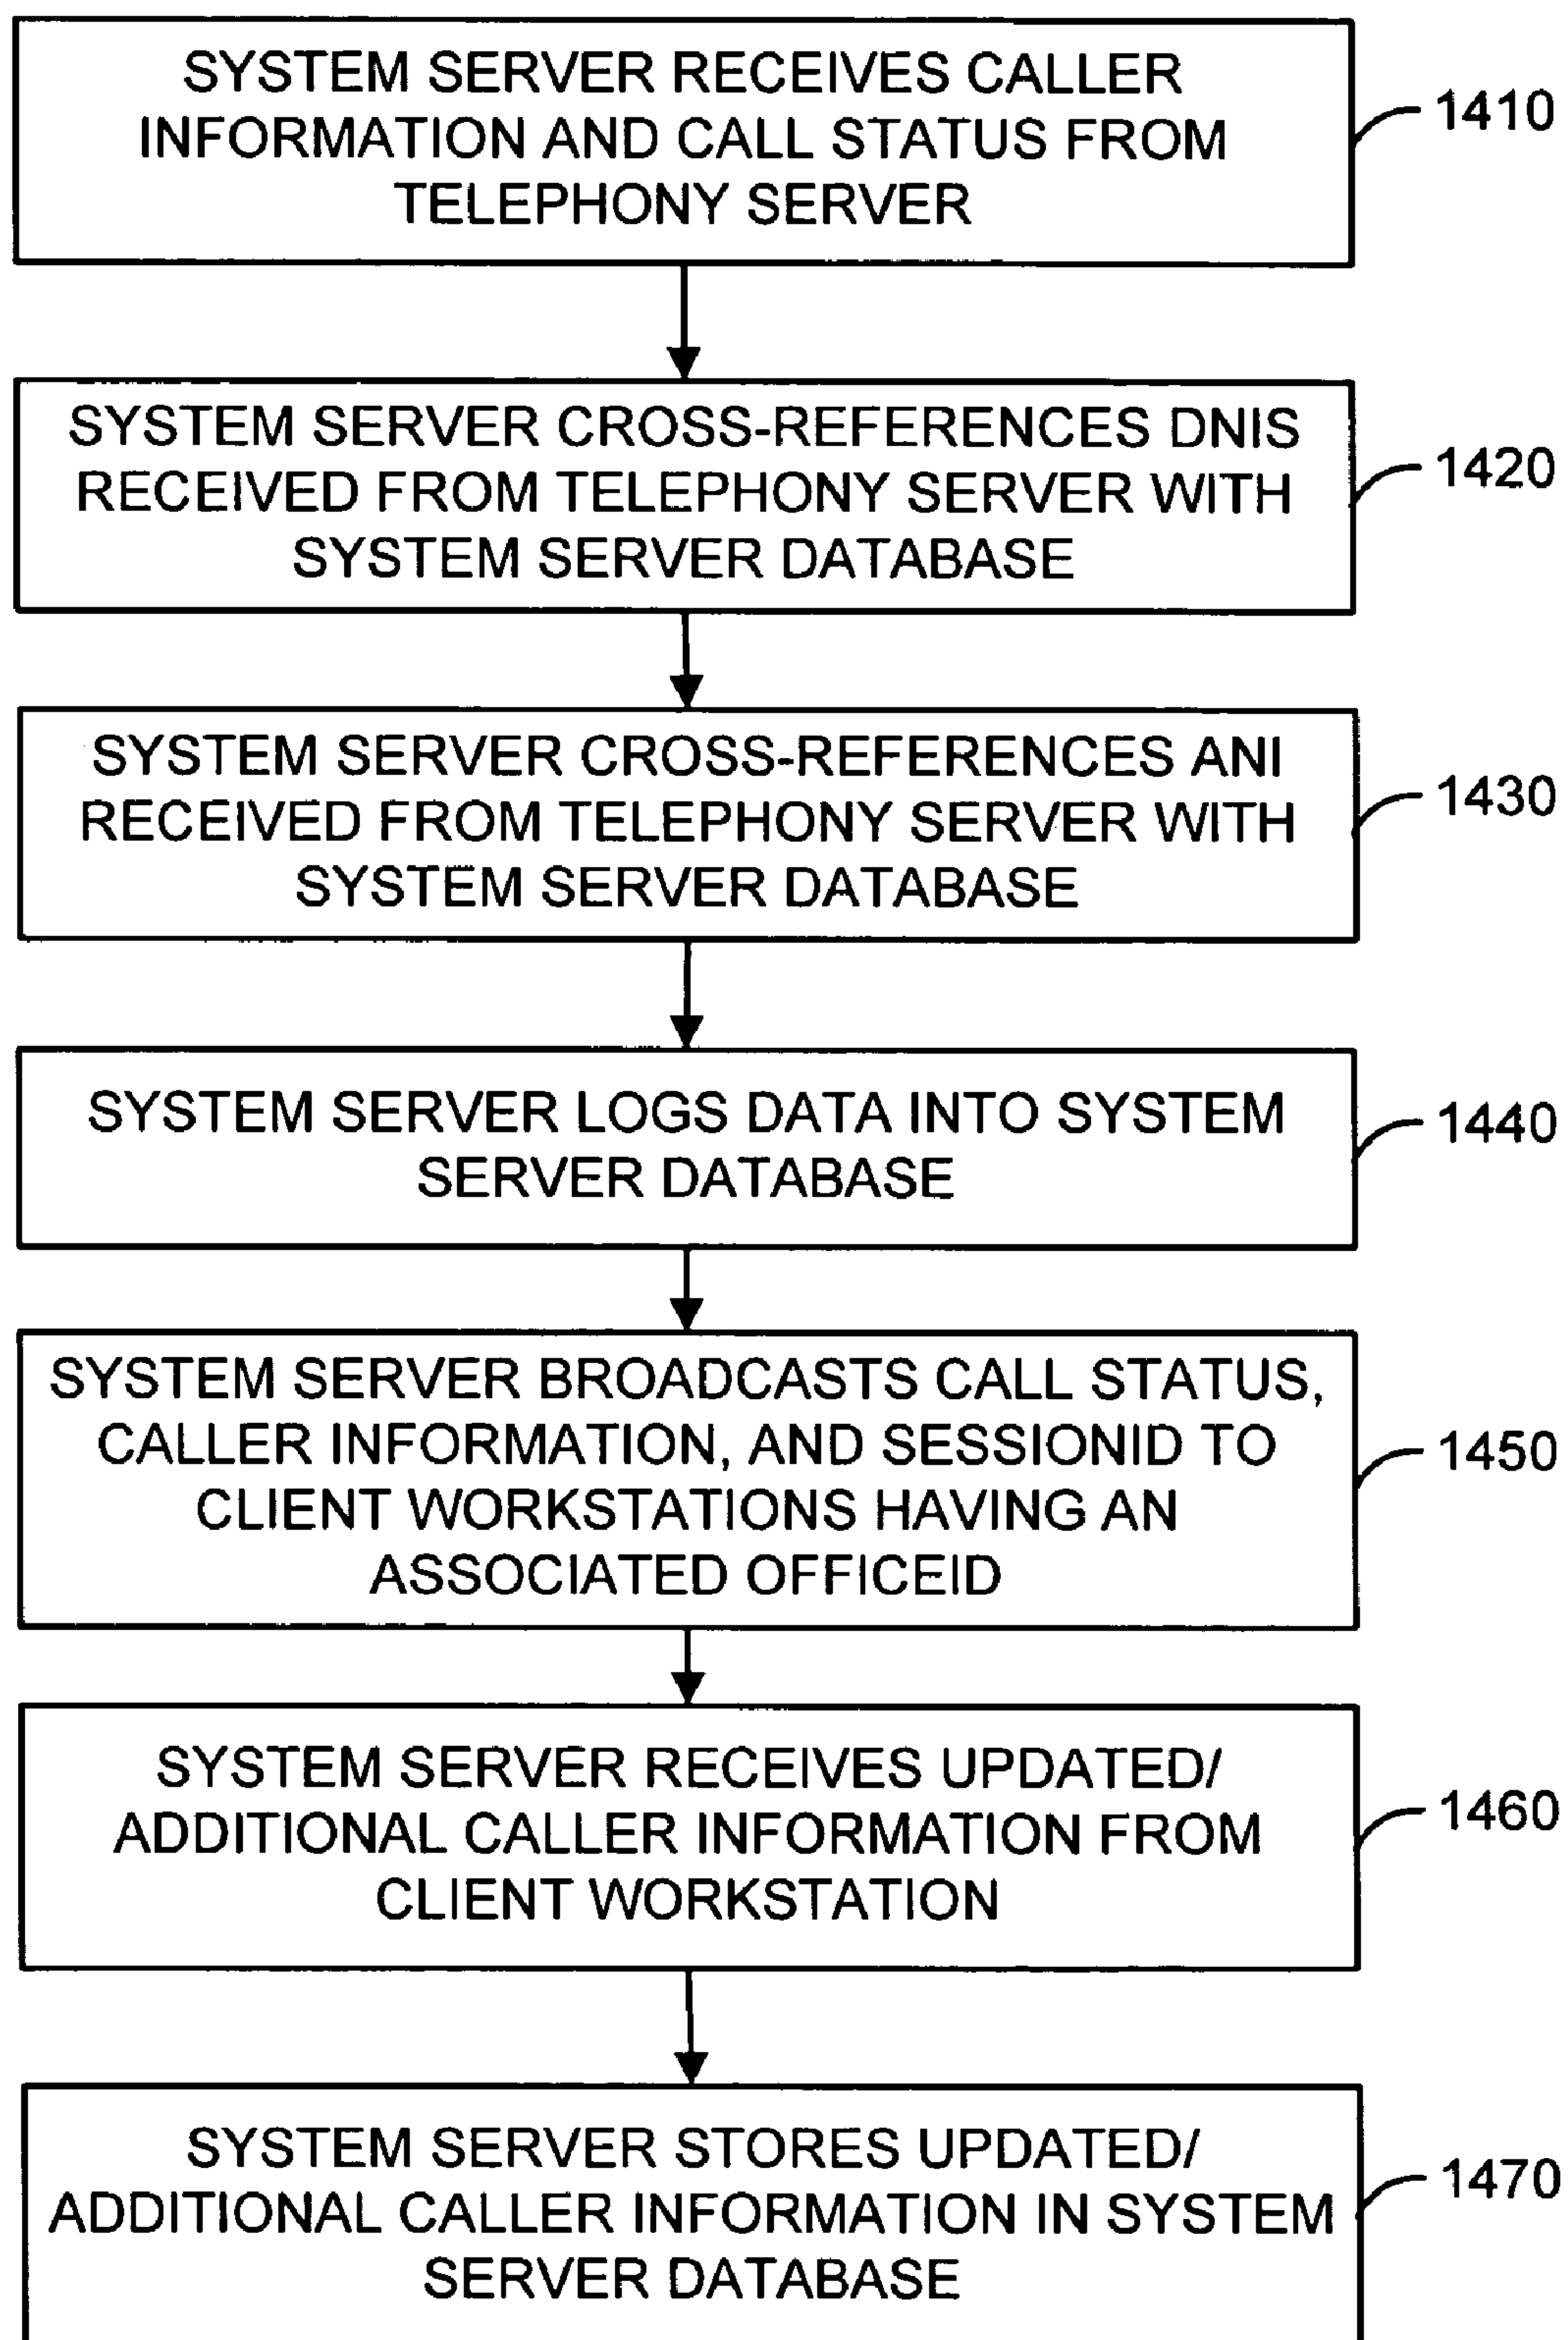 SYSTEM SERVER RECEIVES CALLER
INFORMATION AND CALL STATUS FROM
TELEPHONY SERVER
1410
SYSTEM SERVER CROSS-REFERENCES DNIS
RECEIVED FROM TELEPHONY SERVER WITH
SYSTEM SERVER DATABASE
1420
SYSTEM SERVER CROSS-REFERENCES ANI
RECEIVED FROM TELEPHONY SERVER WITH
SYSTEM SERVER DATABASE
1430
SYSTEM SERVER LOGS DATA INTO SYSTEM
SERVER DATABASE
1440
SYSTEM SERVER BROADCASTS CALL STATUS,
CALLER INFORMATION, AND SESSIONID TO
CLIENT WORKSTATIONS HAVING AN
ASSOCIATED OFFICEID
1450
SYSTEM SERVER RECEIVES UPDATED/
ADDITIONAL CALLER INFORMATION FROM
CLIENT WORKSTATION
1460
SYSTEM SERVER STORES UPDATED/
ADDITIONAL CALLER INFORMATION IN SYSTEM
SERVER DATABASE
1470